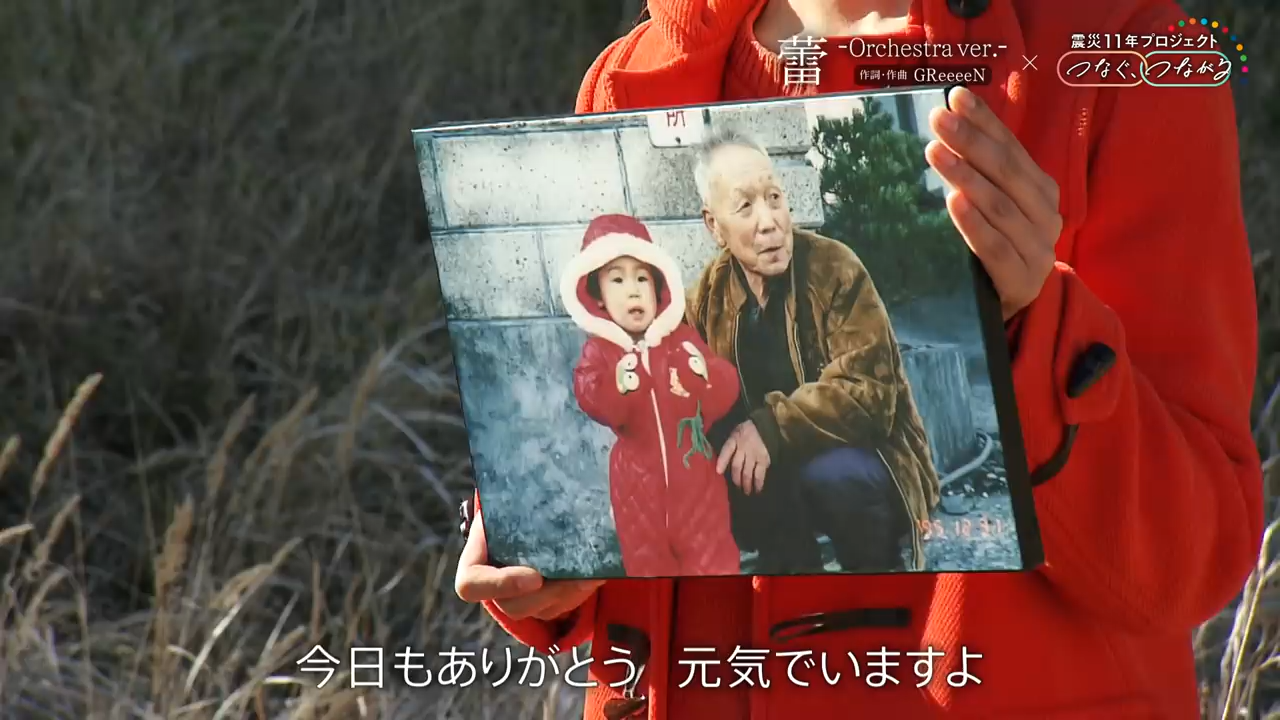 蕾 -Orchestra ver.-
作詞・作曲 GReeeeN
×
震災11年プロジェクト
つなぐ、つながる
所
'95 12 31
今日もありがとう 元気でいますよ